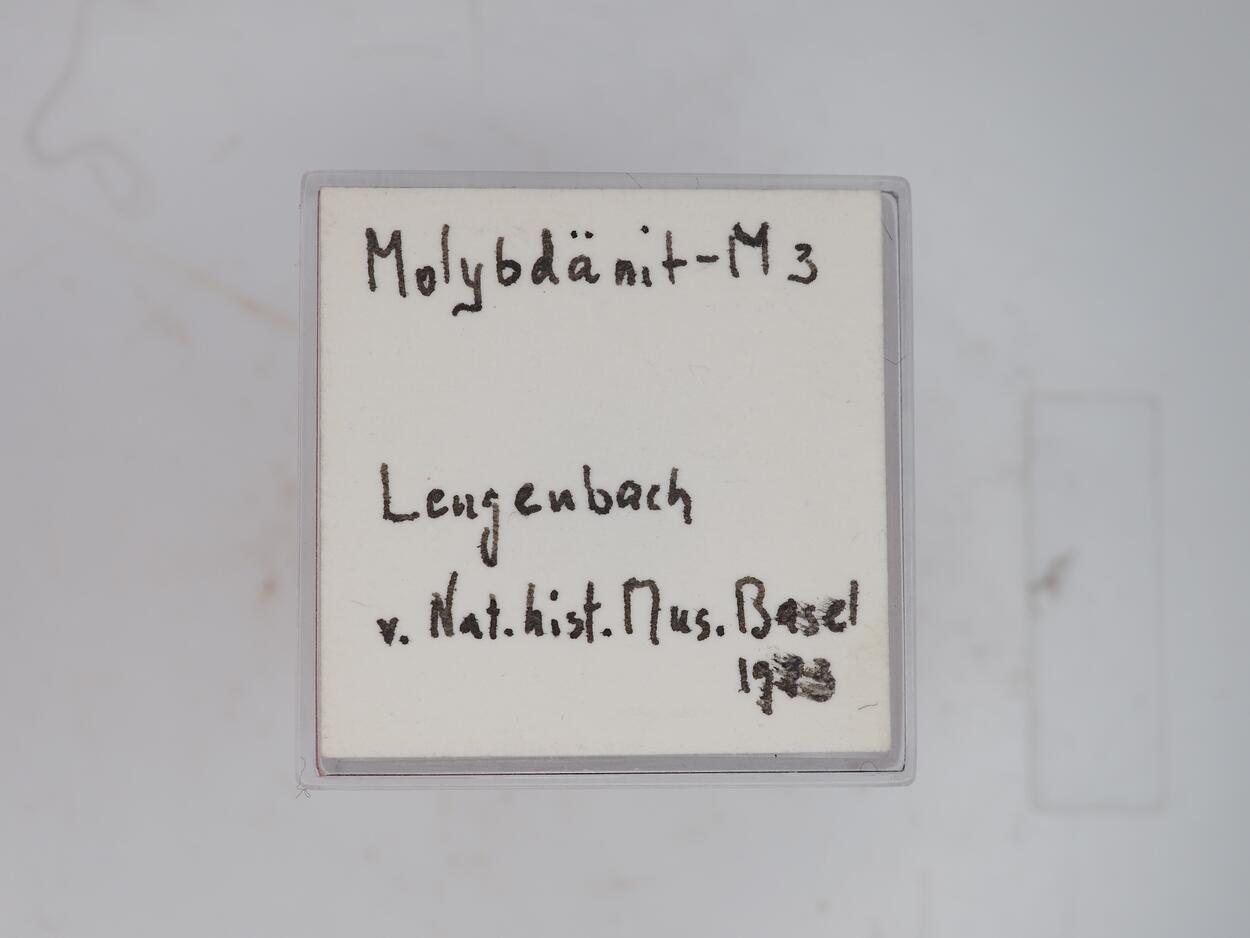 Molybdänit-M3
Lengenbach
v. Nat. hist. Mus. Basel